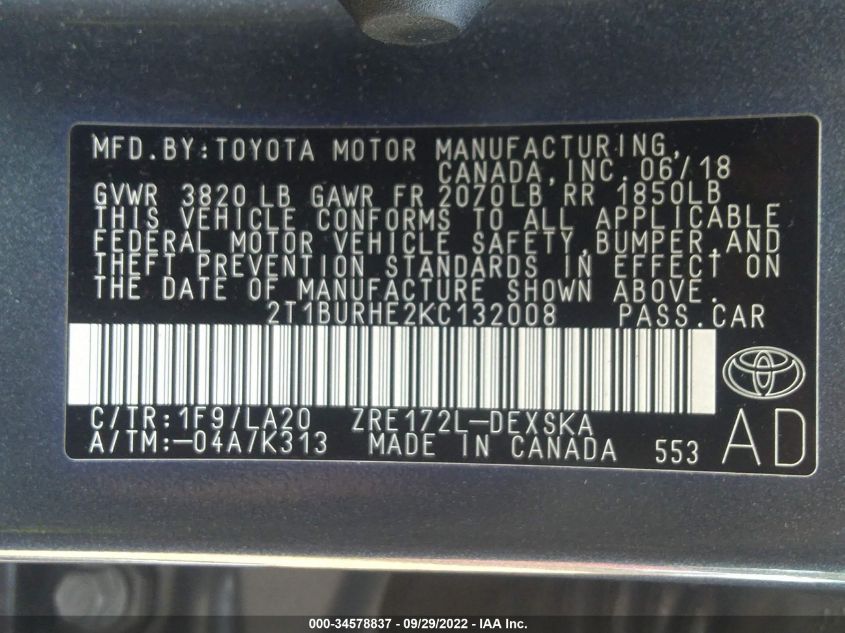 MFD.BY:TOYOTA MOTOR MANUFACTURING,
CANADA, INC. 06/18
GVWR 3820 LB GAWR FR 2070LB RR 1850LB
THIS VEHICLE CONFORMS TO ALL APPLICABLE
FEDERAL MOTOR VEHICLE SAFETY, BUMPER, AND
THEFT PREVENTION STANDARDS IN EFFECT ON
THE DATE OF MANUFACTURE SHOWN ABOVE.
2T1BURHE2KC132008 PASS.CAR
C/TR:1F9/LA20 ZRE172L-DEXSKA
A/TM:-04A/K313 MADE IN CANADA 553
AD
000-34578837 - 09/29/2022 - IAA Inc.